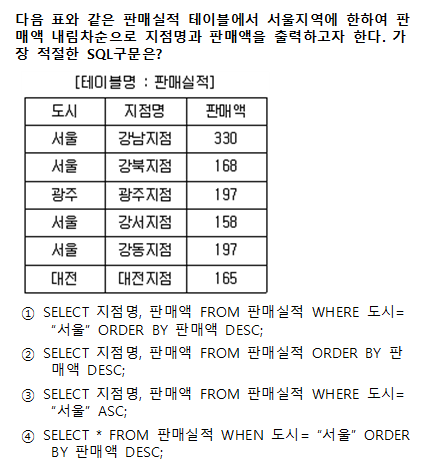 다음 표와 같은 판매실적 테이블에서 서울지역에 한하여 판
매액 내림차순으로 지점명과 판매액을 출력하고자 한다. 가
장 적절한 SQL구문은?
[테이블명 : 판매실적]
도시 지점명 판매액
서울 강남지점 330
서울 강북지점 168
광주 광주지점 197
서울 강서지점 158
서울 강동지점 197
대전 대전지점 165
① SELECT 지점명, 판매액 FROM 판매실적 WHERE 도시=
“서울” ORDER BY 판매액 DESC;
② SELECT 지점명, 판매액 FROM 판매실적 ORDER BY 판
매액 DESC;
③ SELECT 지점명, 판매액 FROM 판매실적 WHERE 도시=
“서울” ASC;
④ SELECT * FROM 판매실적 WHEN 도시= “서울” ORDER
BY 판매액 DESC;